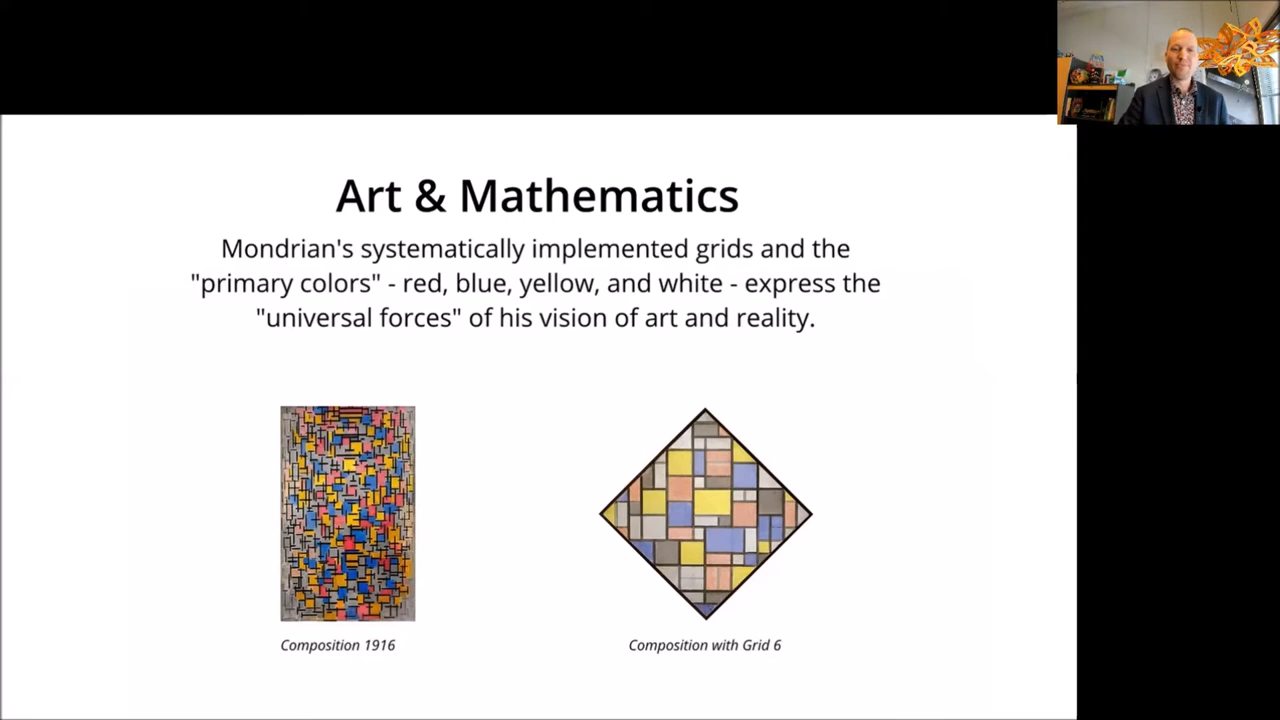 Art & Mathematics
Mondrian's systematically implemented grids and the
"primary colors" - red, blue, yellow, and white - express the
"universal forces" of his vision of art and reality.
Composition 1916
Composition with Grid 6